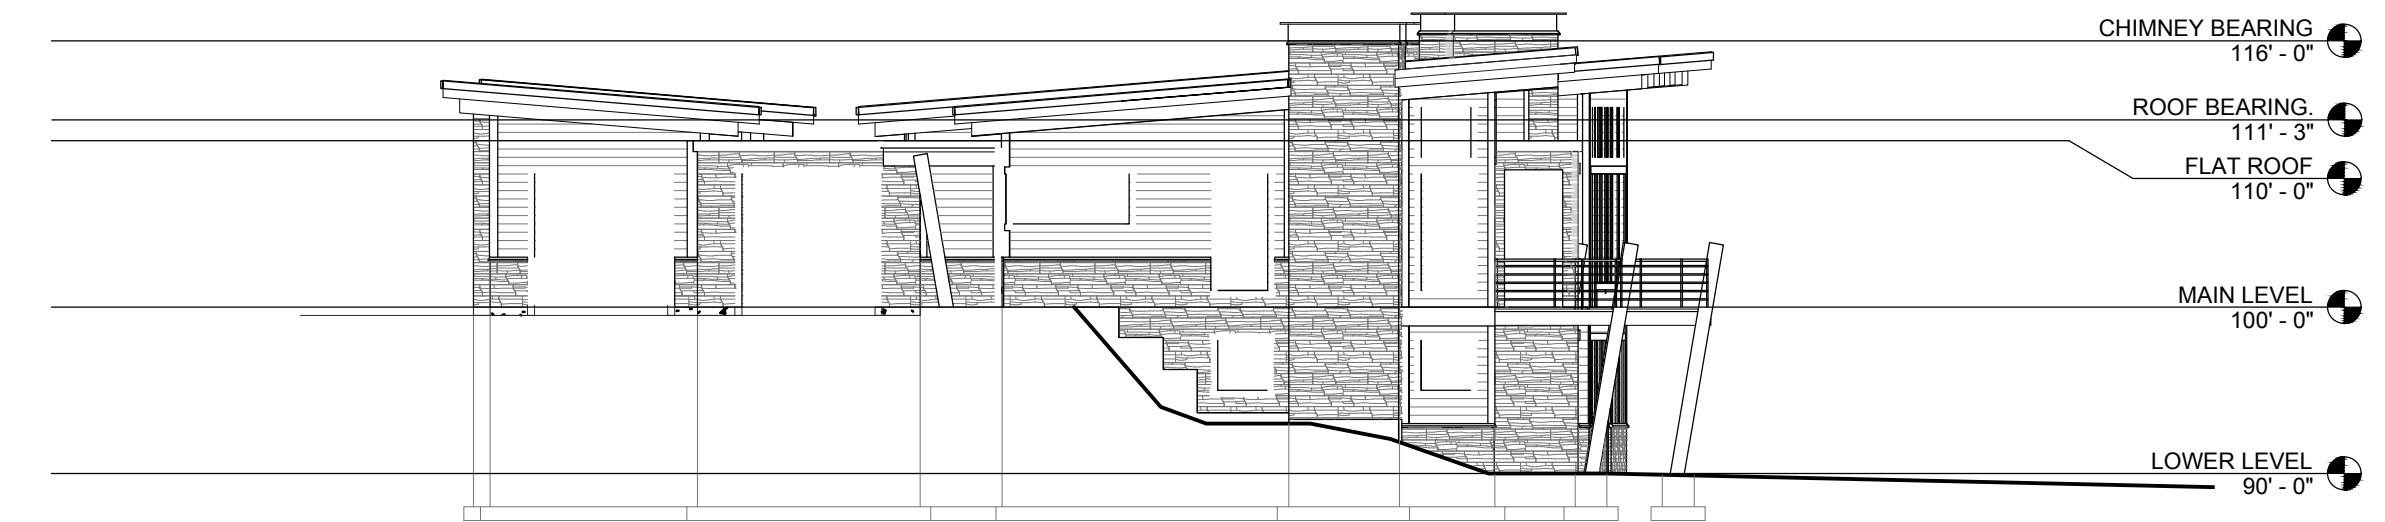 CHIMNEY BEARING
116' - 0"
ROOF BEARING.
111' - 3"
FLAT ROOF
110' - 0"
MAIN LEVEL
100' - 0"
LOWER LEVEL
90' - 0"